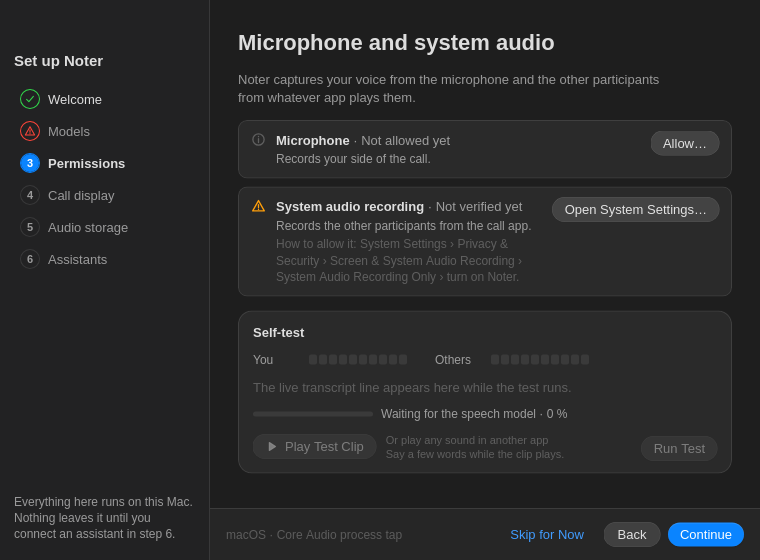 Set up Noter
Welcome
Models
3 Permissions
4 Call display
5 Audio storage
6 Assistants
Everything here runs on this Mac.
Nothing leaves it until you
connect an assistant in step 6.
Microphone and system audio
Noter captures your voice from the microphone and the other participants
from whatever app plays them.
Microphone · Not allowed yet
Records your side of the call.
Allow…
System audio recording · Not verified yet
Records the other participants from the call app.
How to allow it: System Settings › Privacy &
Security › Screen & System Audio Recording ›
System Audio Recording Only › turn on Noter.
Open System Settings…
Self-test
You Others
The live transcript line appears here while the test runs.
Waiting for the speech model · 0 %
Play Test Clip
Or play any sound in another app
Say a few words while the clip plays.
Run Test
macOS · Core Audio process tap
Skip for Now
Back
Continue